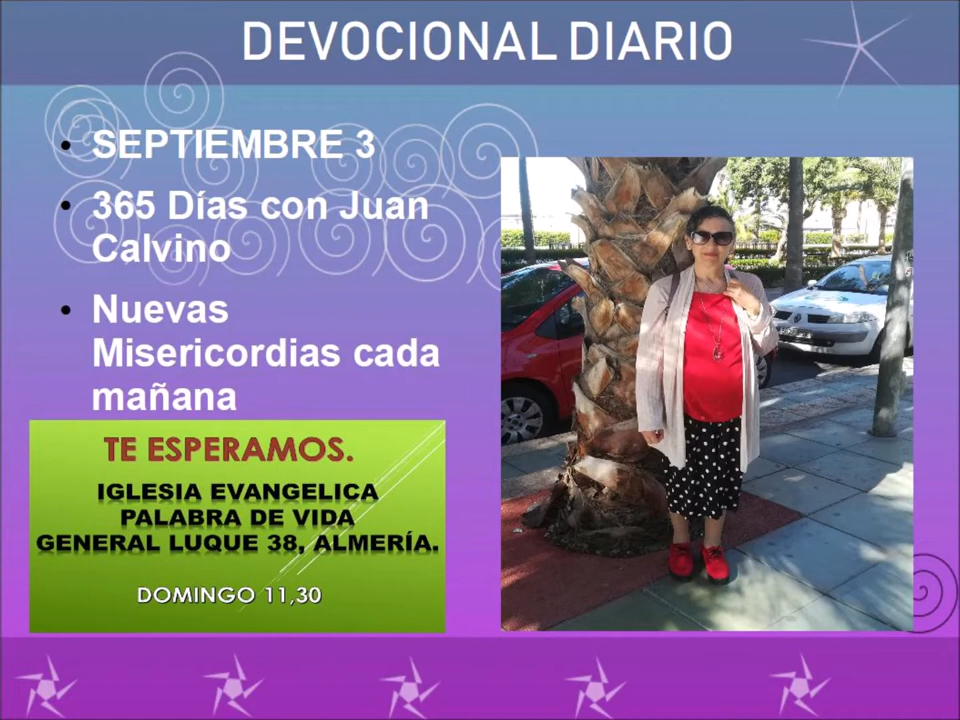 DEVOCIONAL DIARIO
• SEPTIEMBRE 3
• 365 Días con Juan
Calvino
• Nuevas
Misericordias cada
mañana
TE ESPERAMOS.
IGLESIA EVANGELICA
PALABRA DE VIDA
GENERAL LUQUE 38, ALMERÍA.
DOMINGO 11,30